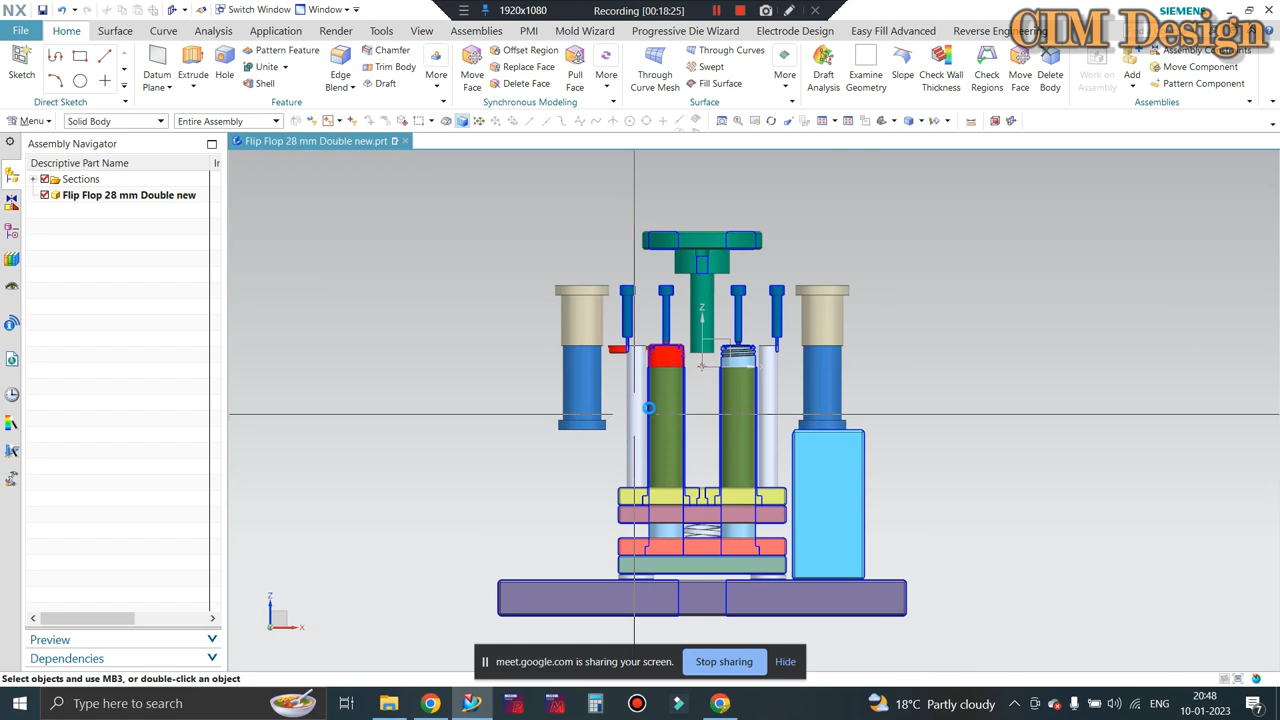 NX Switch Window Window 1920x1080 Recording [00:18:25] SIEMENS
CIM Design
File Home Surface Curve Analysis Application Render Tools View Assemblies PMI Mold Wizard Progressive Die Wizard Electrode Design Easy Fill Advanced Reverse Engineering
Pattern Feature Chamfer Offset Region Through Curves Assembly Constraints
Unite Trim Body Replace Face Swept Move Component
Shell Draft Delete Face Fill Surface Pattern Component
Sketch Datum Plane Extrude Hole Edge Blend More Move Face Pull Face More Through Curve Mesh More Draft Analysis Examine Geometry Slope Check Wall Thickness Check Regions Move Face Delete Body Work on Assembly Add
Direct Sketch Feature Synchronous Modeling Surface Assemblies
Menu Solid Body Entire Assembly
Assembly Navigator Flip Flop 28 mm Double new.prt
Descriptive Part Name Ir
Sections
Flip Flop 28 mm Double new
Z
Z
X
Preview
Dependencies
meet.google.com is sharing your screen. Stop sharing Hide
Select objects and use MB3, or double-click an object
Type here to search 18°C Partly cloudy ENG 20:48
10-01-2023